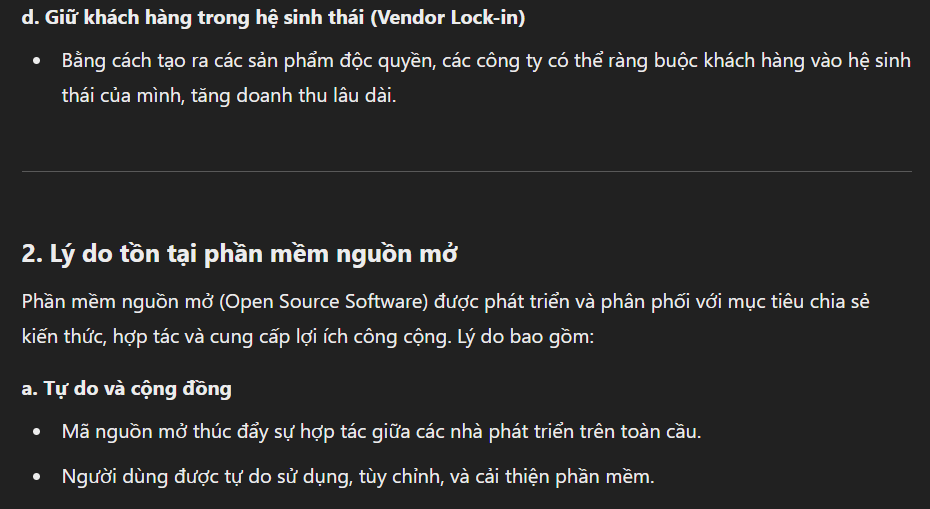 d. Giữ khách hàng trong hệ sinh thái (Vendor Lock-in)
• Bằng cách tạo ra các sản phẩm độc quyền, các công ty có thể ràng buộc khách hàng vào hệ sinh
thái của mình, tăng doanh thu lâu dài.
2. Lý do tồn tại phần mềm nguồn mở
Phần mềm nguồn mở (Open Source Software) được phát triển và phân phối với mục tiêu chia sẻ
kiến thức, hợp tác và cung cấp lợi ích công cộng. Lý do bao gồm:
a. Tự do và cộng đồng
• Mã nguồn mở thúc đẩy sự hợp tác giữa các nhà phát triển trên toàn cầu.
• Người dùng được tự do sử dụng, tùy chỉnh, và cải thiện phần mềm.